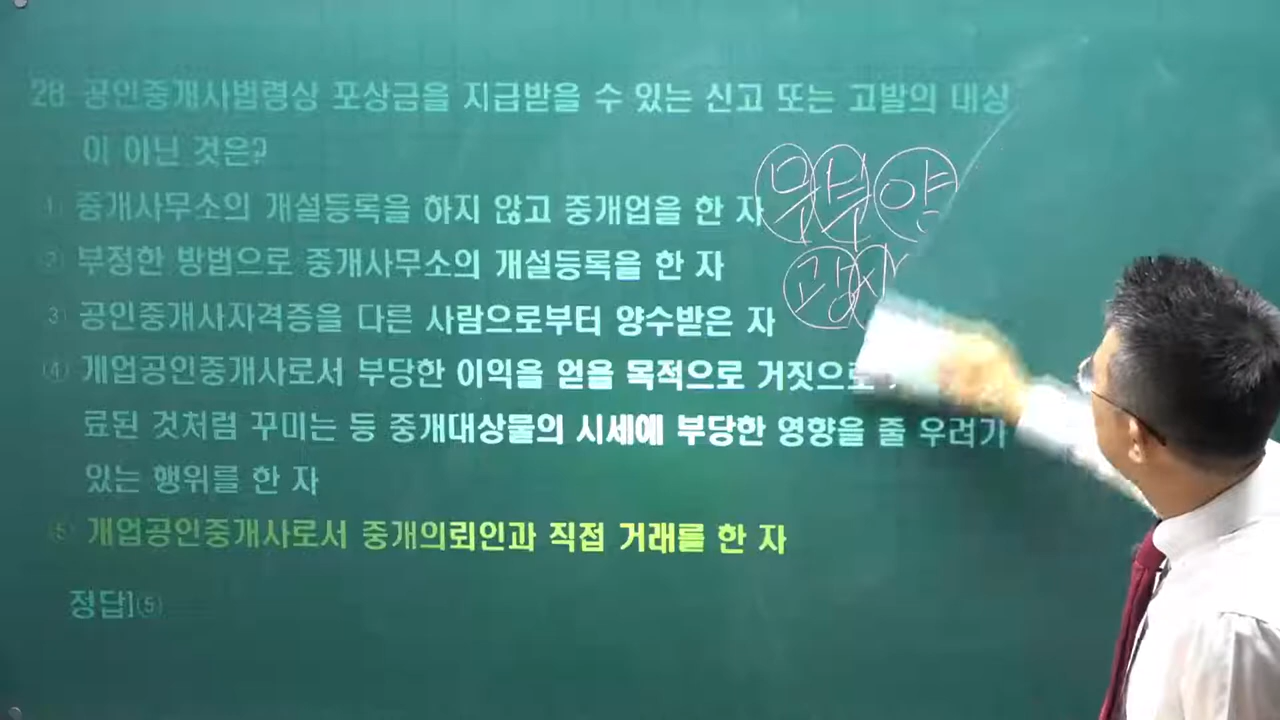 28. 공인중개사법령상 포상금을 지급받을 수 있는 신고 또는 고발의 대상
이 아닌 것은?
① 중개사무소의 개설등록을 하지 않고 중개업을 한 자
무 부 양
② 부정한 방법으로 중개사무소의 개설등록을 한 자
광
③ 공인중개사자격증을 다른 사람으로부터 양수받은 자
④ 개업공인중개사로서 부당한 이익을 얻을 목적으로 거짓으로
료된 것처럼 꾸미는 등 중개대상물의 시세에 부당한 영향을 줄 우려가
있는 행위를 한 자
⑤ 개업공인중개사로서 중개의뢰인과 직접 거래를 한 자
정답]⑤